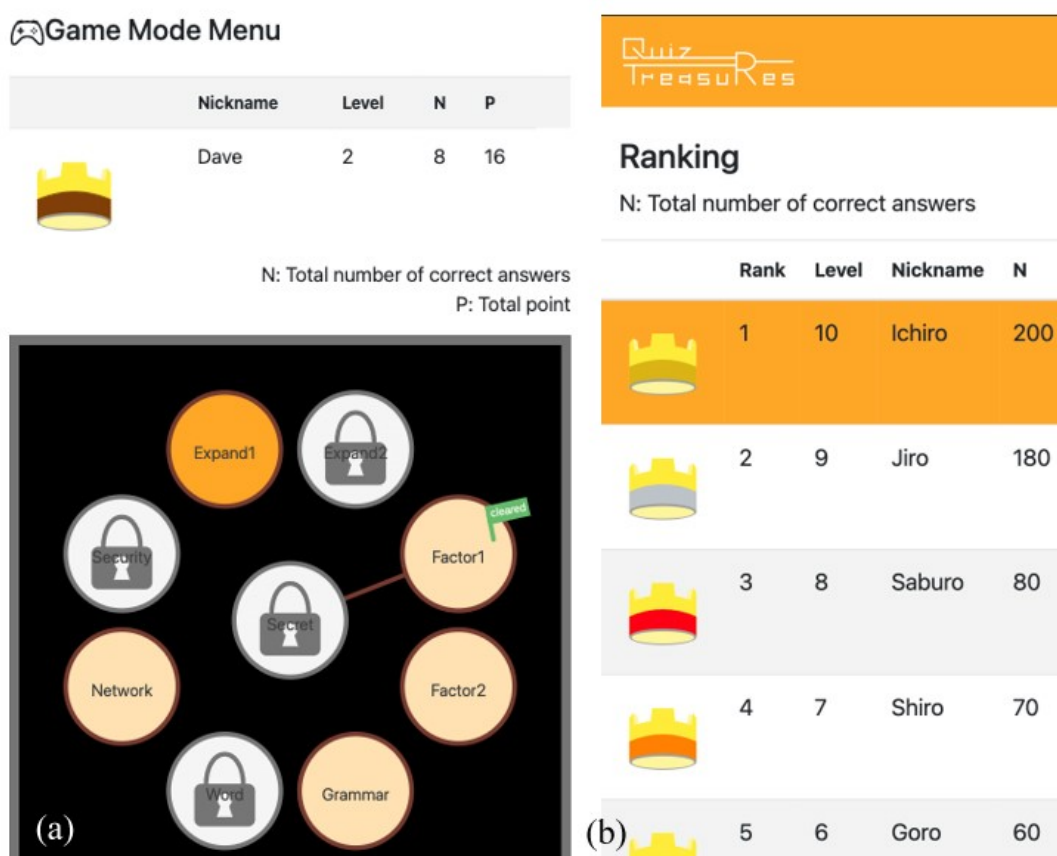 Game Mode Menu
Nickname Level N P
Dave 2 8 16
N: Total number of correct answers
P: Total point
Expand1 Expand2
cleared
Security Factor1
Secret
Network Factor2
Word Grammar
(a)
Quiz
TreasuRes
Ranking
N: Total number of correct answers
Rank Level Nickname N
1 10 Ichiro 200
2 9 Jiro 180
3 8 Saburo 80
4 7 Shiro 70
5 6 Goro 60
(b)